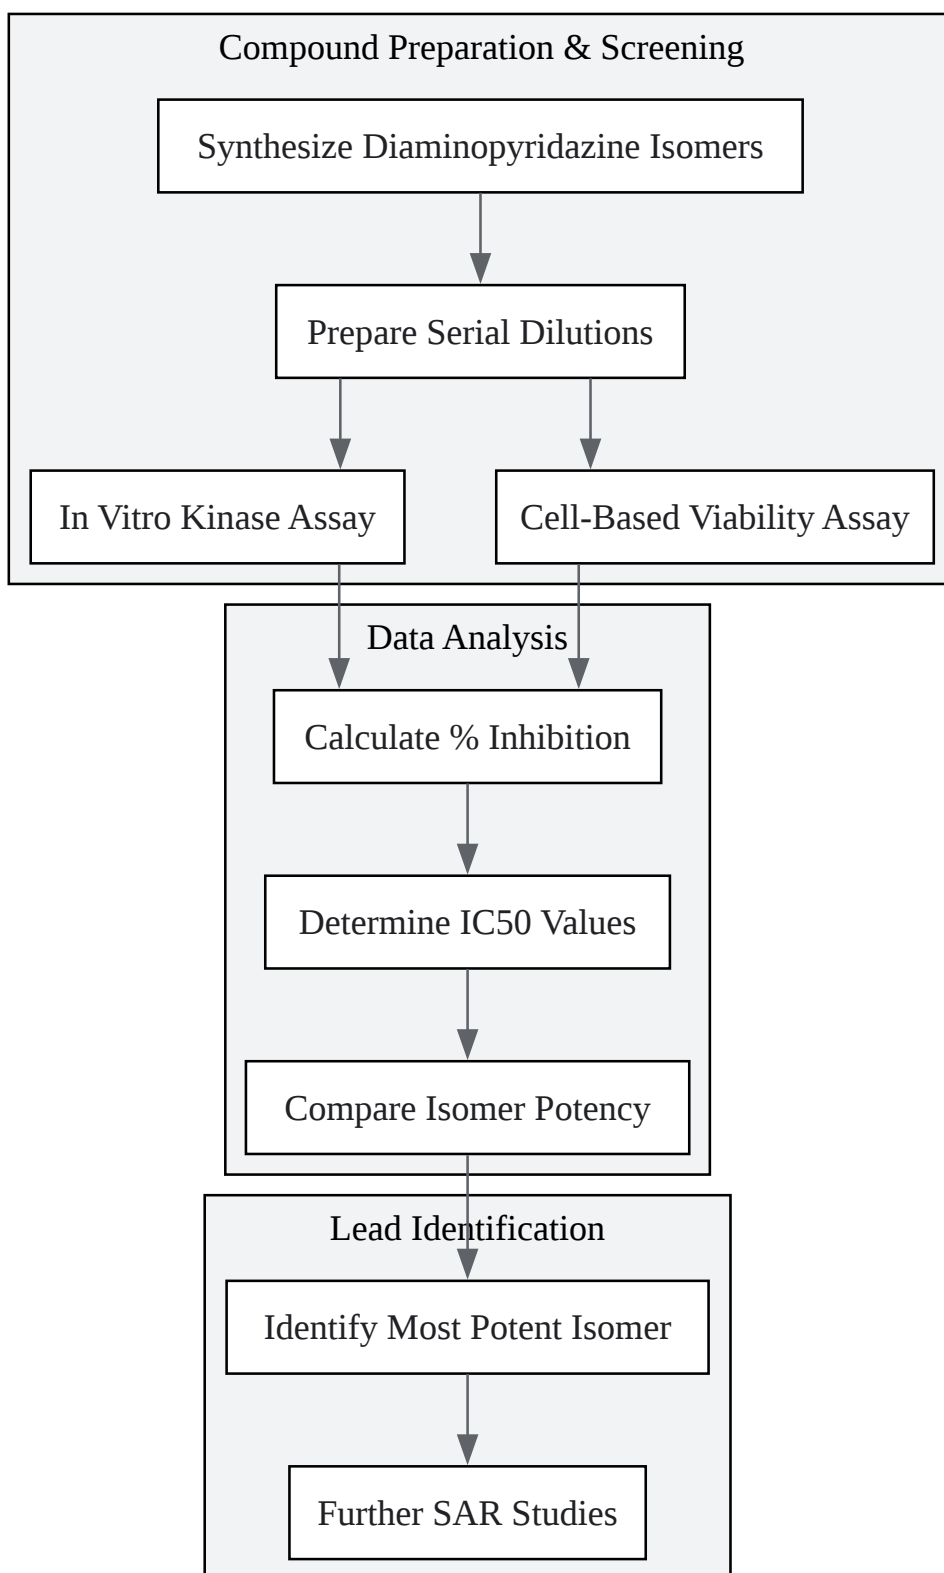 Compound Preparation & Screening
Synthesize Diaminopyridazine Isomers
Prepare Serial Dilutions
In Vitro Kinase Assay
Cell-Based Viability Assay
Data Analysis
Calculate % Inhibition
Determine IC50 Values
Compare Isomer Potency
Lead Identification
Identify Most Potent Isomer
Further SAR Studies